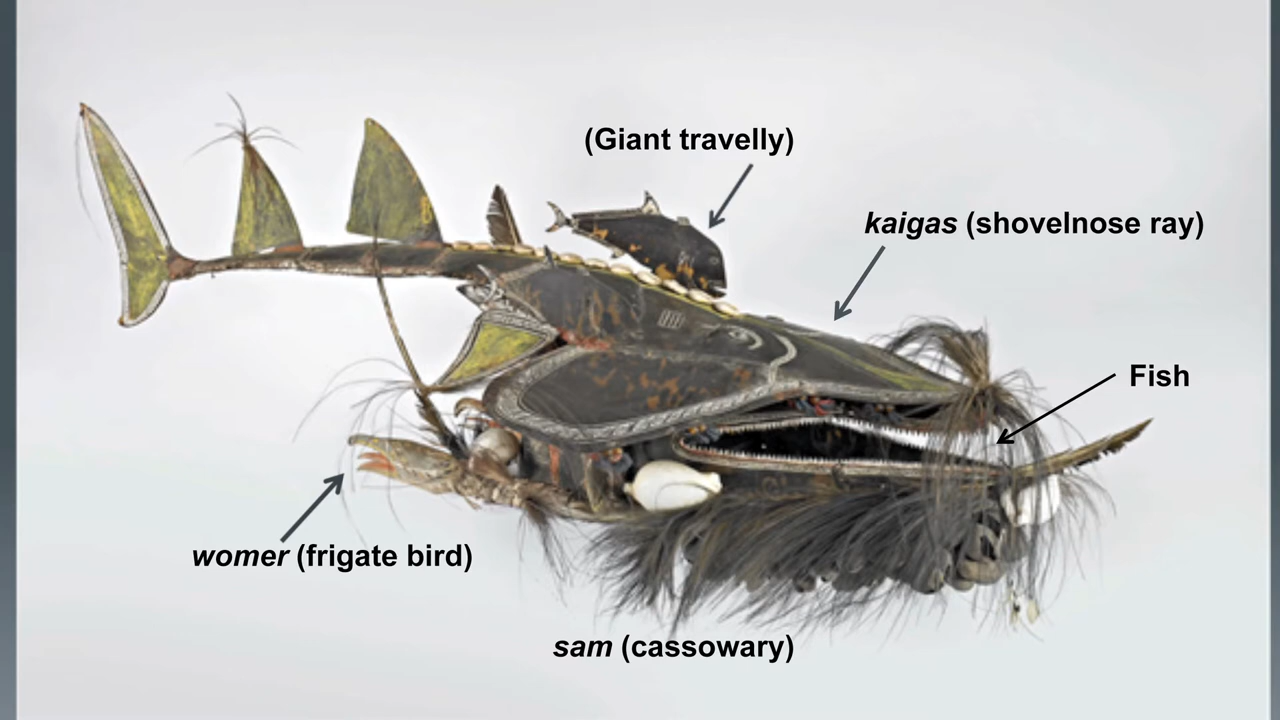 (Giant travelly)
kaigas (shovelnose ray)
Fish
womer (frigate bird)
sam (cassowary)